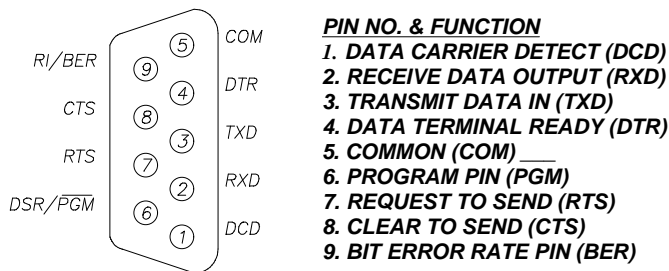 RI/BER
CTS
RTS
DSR/PGM
5
9
4
8
3
7
2
6
1
COM
DTR
TXD
RXD
DCD
PIN NO. & FUNCTION
1. DATA CARRIER DETECT (DCD)
2. RECEIVE DATA OUTPUT (RXD)
3. TRANSMIT DATA IN (TXD)
4. DATA TERMINAL READY (DTR)
5. COMMON (COM) ___
6. PROGRAM PIN (PGM)
7. REQUEST TO SEND (RTS)
8. CLEAR TO SEND (CTS)
9. BIT ERROR RATE PIN (BER)